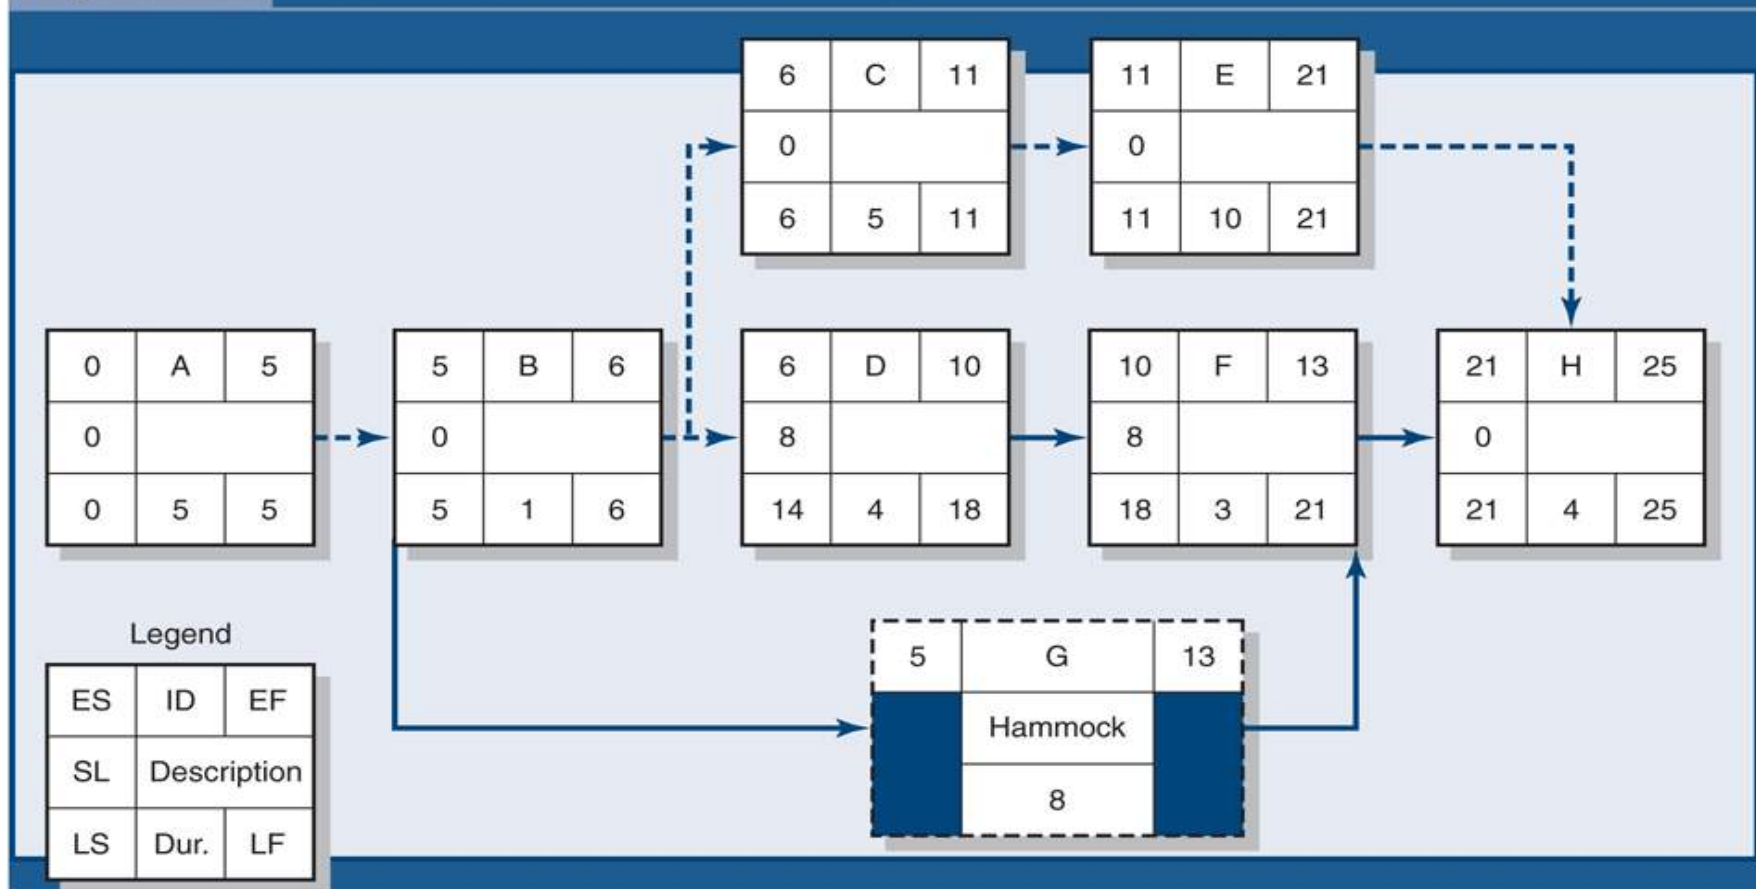 6 C 11
0
6 5 11
11 E 21
0
11 10 21
0 A 5
0
0 5 5
5 B 6
0
5 1 6
6 D 10
8
14 4 18
10 F 13
8
18 3 21
21 H 25
0
21 4 25
Legend
ES ID EF
SL Description
LS Dur. LF
5 G 13
Hammock
8